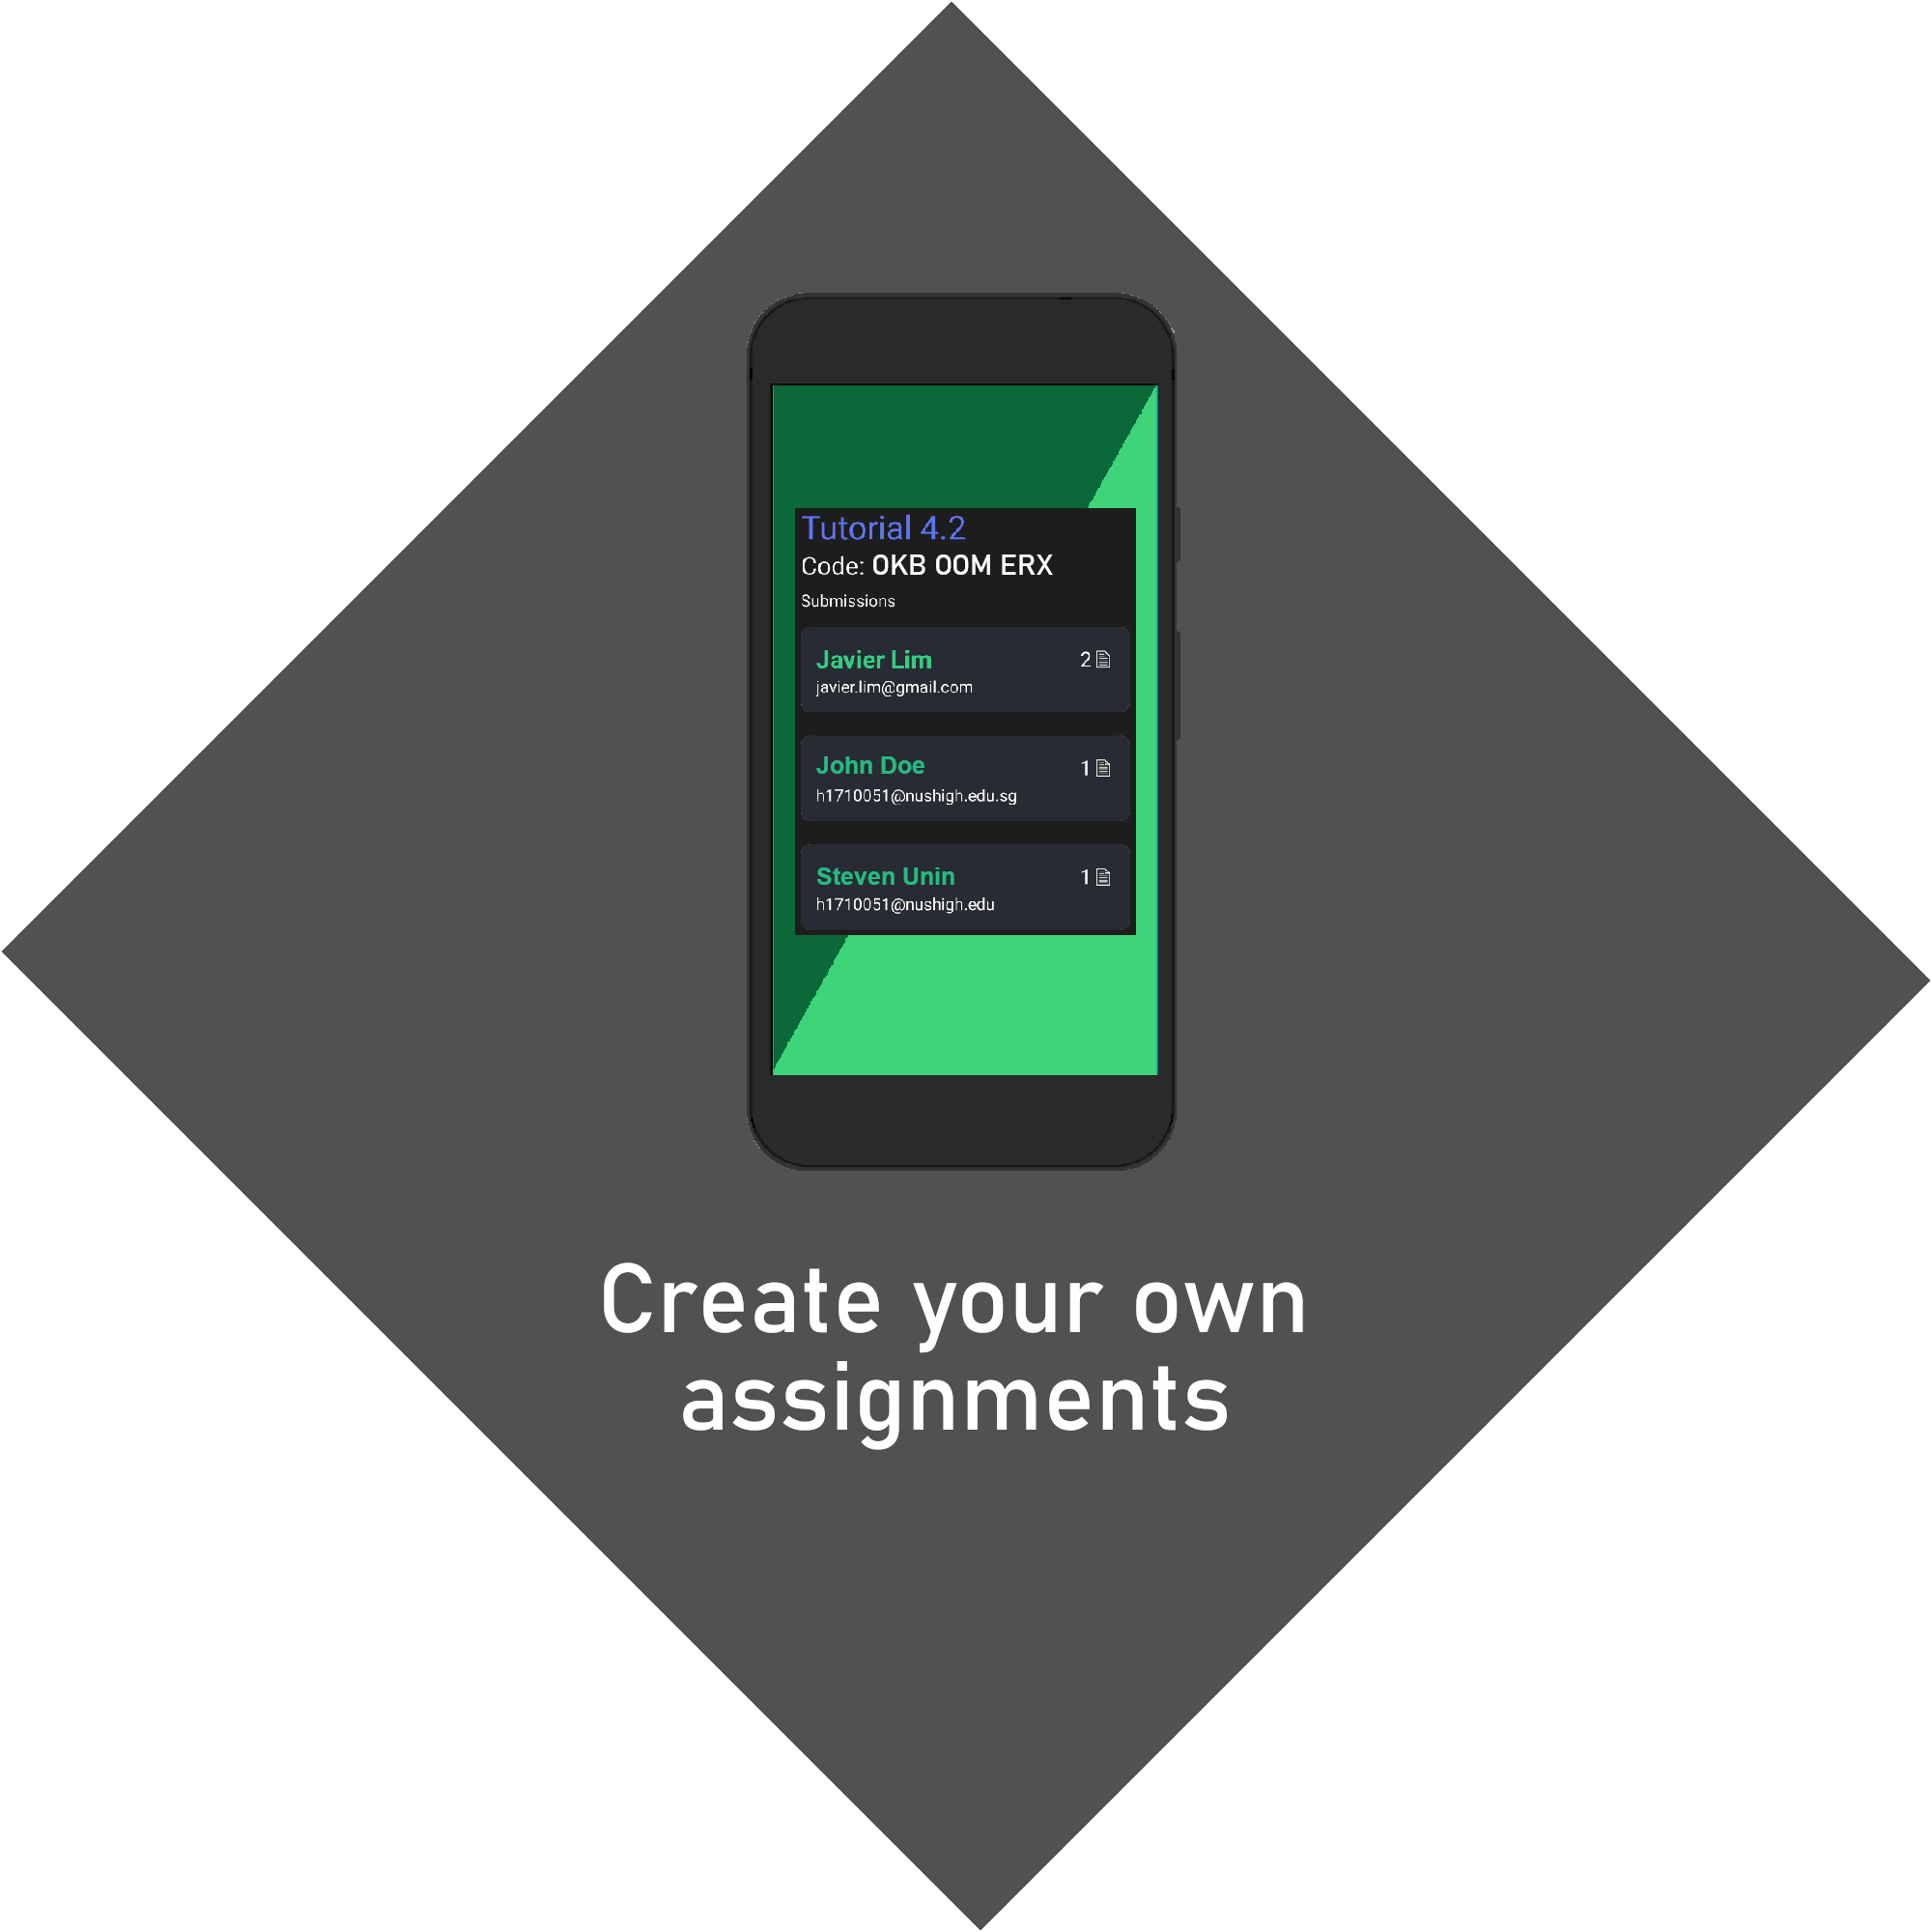 Tutorial 4.2
Code: OKB OOM ERX
Submissions
Javier Lim
2
javier.lim@gmail.com
John Doe
1
h1710051@nushigh.edu.sg
Steven Unin
1
h1710051@nushigh.edu
Create your own
assignments